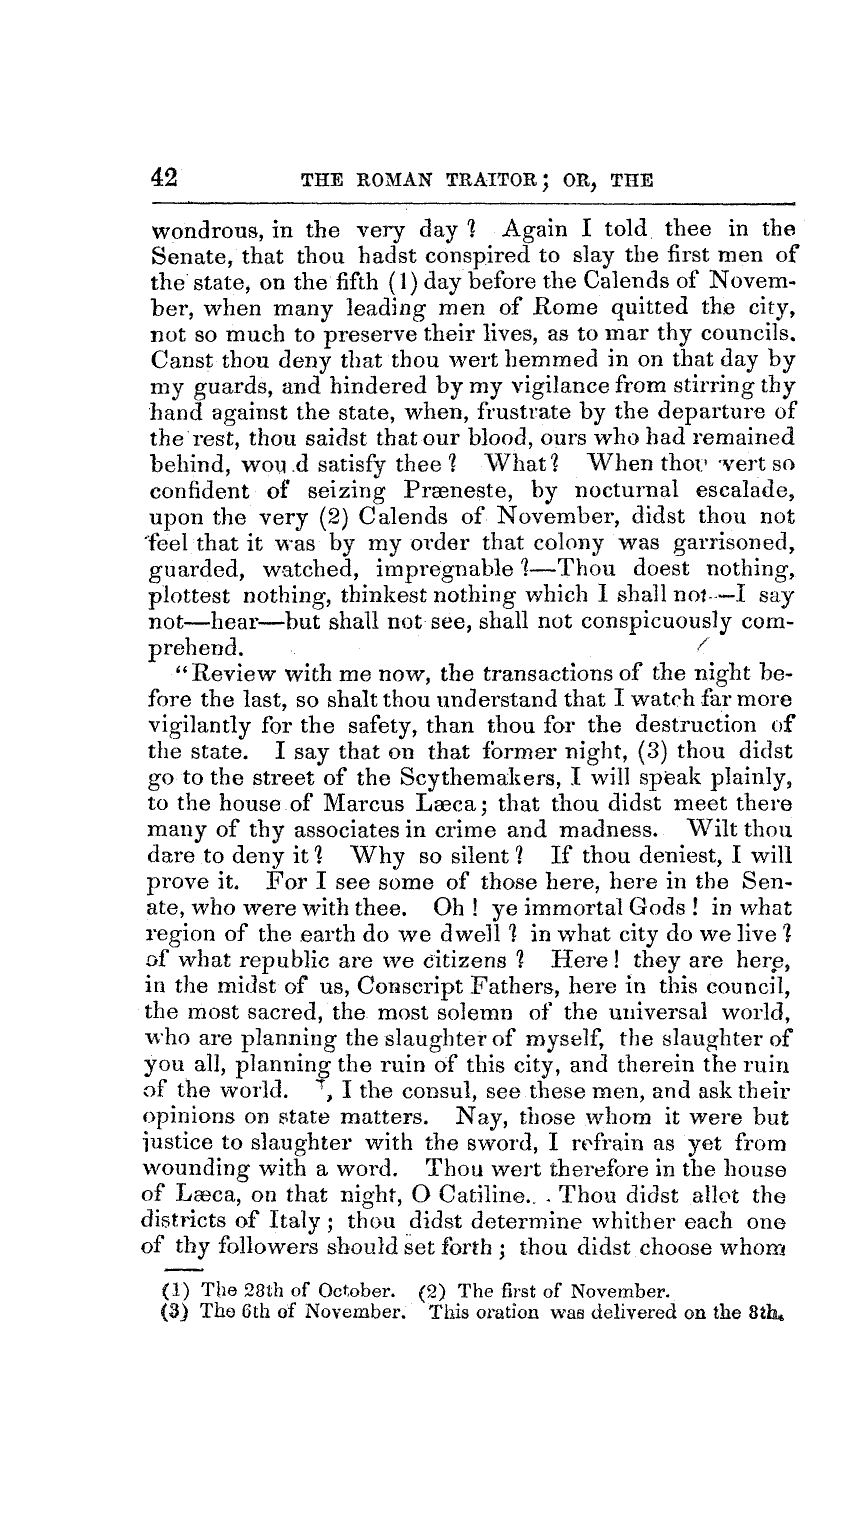 42 THE ROMAN TRAITOR; OR, THE
wondrous, in the very day? Again I told thee in the
Senate, that thou hadst conspired to slay the first men of
the state, on the fifth (1) day before the Calends of Novem-
ber, when many leading men of Rome quitted the city,
not so much to preserve their lives, as to mar thy councils.
Canst thou deny that thou wert hemmed in on that day by
my guards, and hindered by my vigilance from stirring thy
hand against the state, when, frustrate by the departure of
the rest, thou saidst that our blood, ours who had remained
behind, would satisfy thee? What? When thou wert so
confident of seizing Præneste, by nocturnal escalade,
upon the very (2) Calends of November, didst thou not
feel that it was by my order that colony was garrisoned,
guarded, watched, impregnable?—Thou doest nothing,
plottest nothing, thinkest nothing which I shall not—I say
not—hear—but shall not see, shall not conspicuously com-
prehend.
"Review with me now, the transactions of the night be-
fore the last, so shalt thou understand that I watch far more
vigilantly for the safety, than thou for the destruction of
the state. I say that on that former night, (3) thou didst
go to the street of the Scythemakers, I will speak plainly,
to the house of Marcus Læca; that thou didst meet there
many of thy associates in crime and madness. Wilt thou
dare to deny it? Why so silent? If thou deniest, I will
prove it. For I see some of those here, here in the Sen-
ate, who were with thee. Oh! ye immortal Gods! in what
region of the earth do we dwell? in what city do we live?
of what republic are we citizens? Here! they are here,
in the midst of us, Conscript Fathers, here in this council,
the most sacred, the most solemn of the universal world,
who are planning the slaughter of myself, the slaughter of
you all, planning the ruin of this city, and therein the ruin
of the world. I, I the consul, see these men, and ask their
opinions on state matters. Nay, those whom it were but
justice to slaughter with the sword, I refrain as yet from
wounding with a word. Thou wert therefore in the house
of Læca, on that night, O Catiline. Thou didst allot the
districts of Italy; thou didst determine whither each one
of thy followers should set forth; thou didst choose whom
(1) The 28th of October. (2) The first of November.
(3) The 6th of November. This oration was delivered on the 8th.